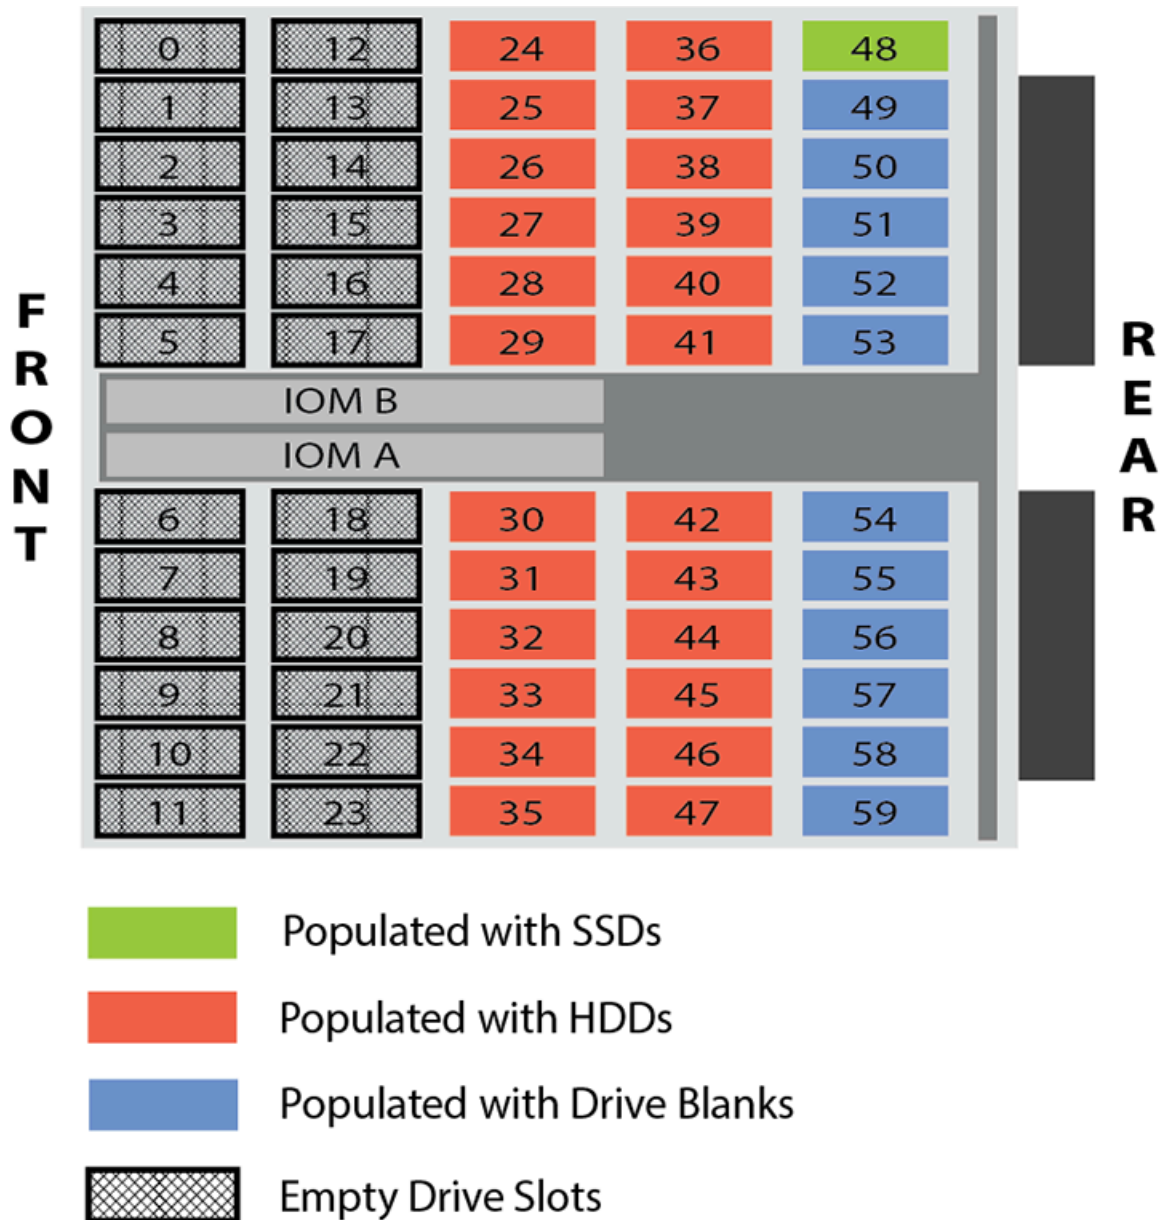 0 12 24 36 48
1 13 25 37 49
2 14 26 38 50
3 15 27 39 51
4 16 28 40 52
5 17 29 41 53
IOM B
IOM A
6 18 30 42 54
7 19 31 43 55
8 20 32 44 56
9 21 33 45 57
10 22 34 46 58
11 23 35 47 59
FRONT
REAR
Populated with SSDs
Populated with HDDs
Populated with Drive Blanks
Empty Drive Slots